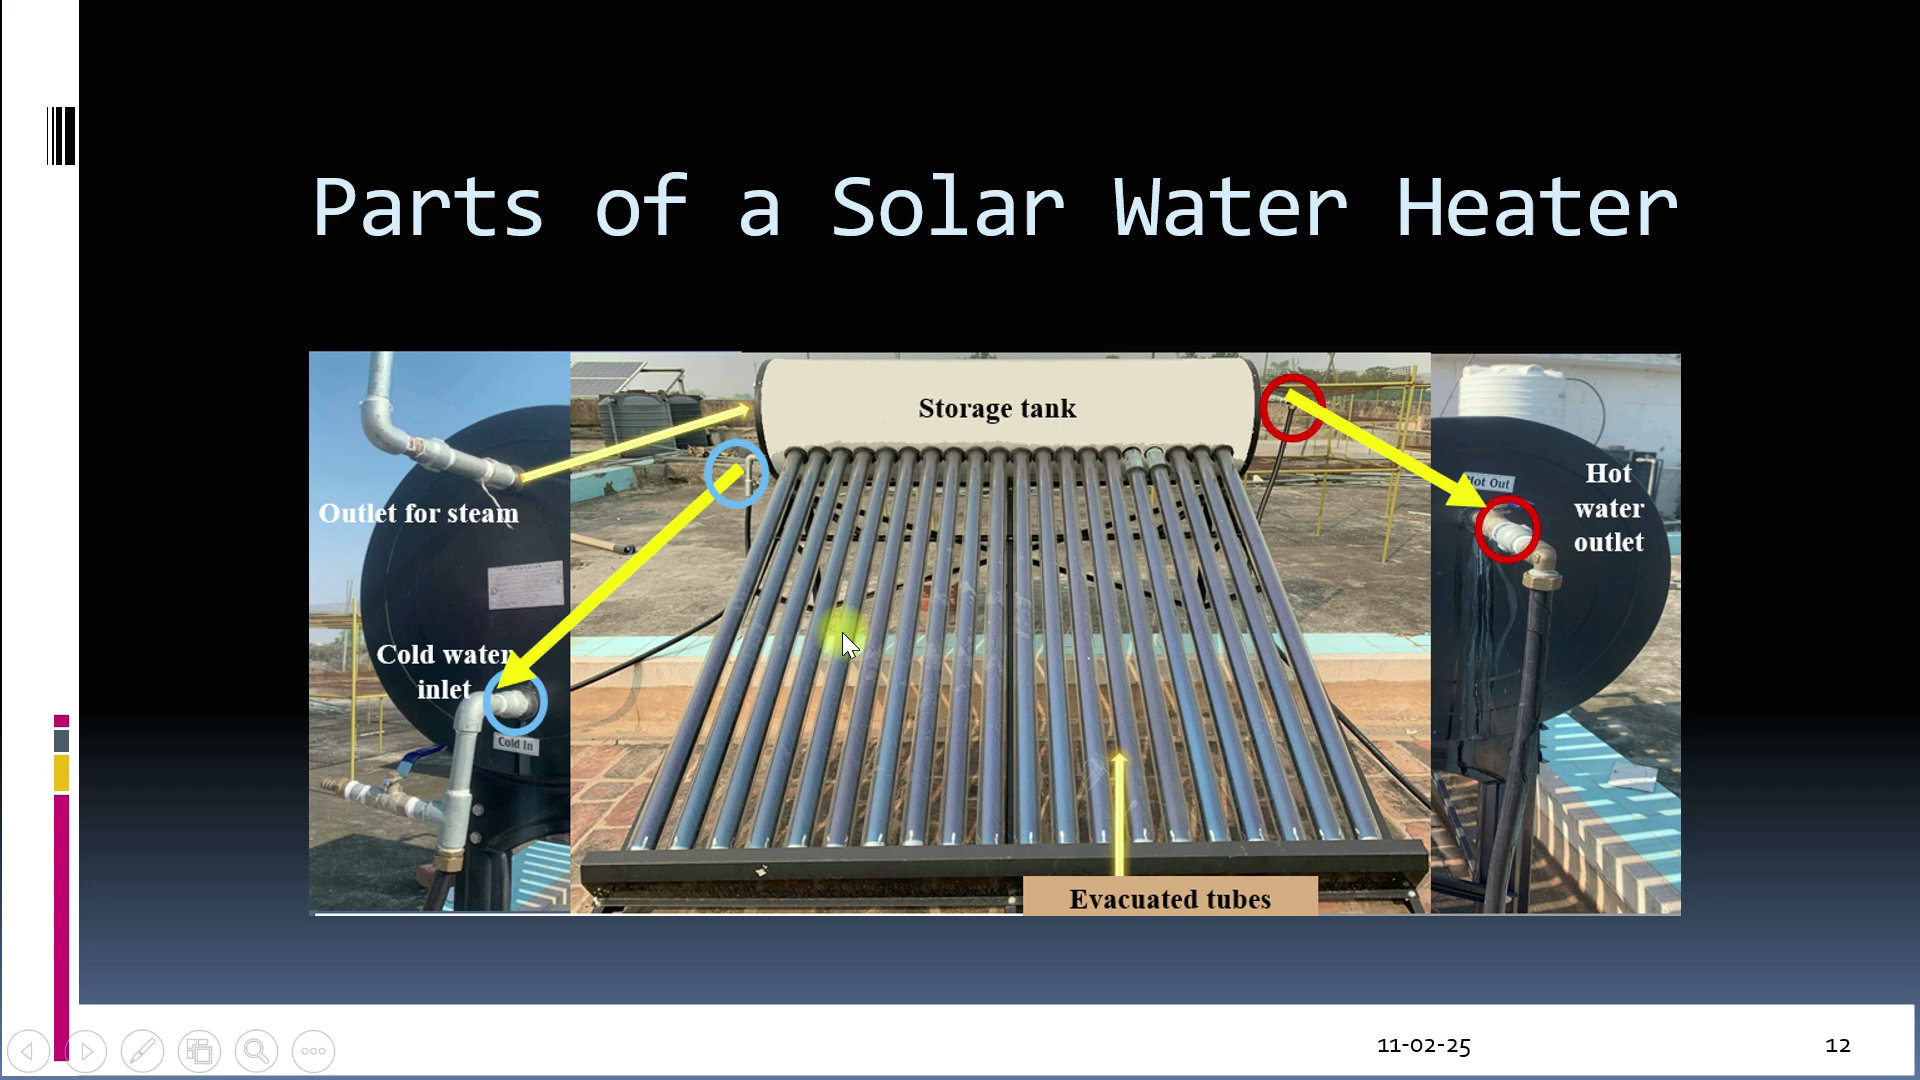 Parts of a Solar Water Heater
Storage tank
Outlet for steam
Cold water
inlet
Cold In
Hot Out
Hot
water
outlet
Evacuated tubes
11-02-25
12